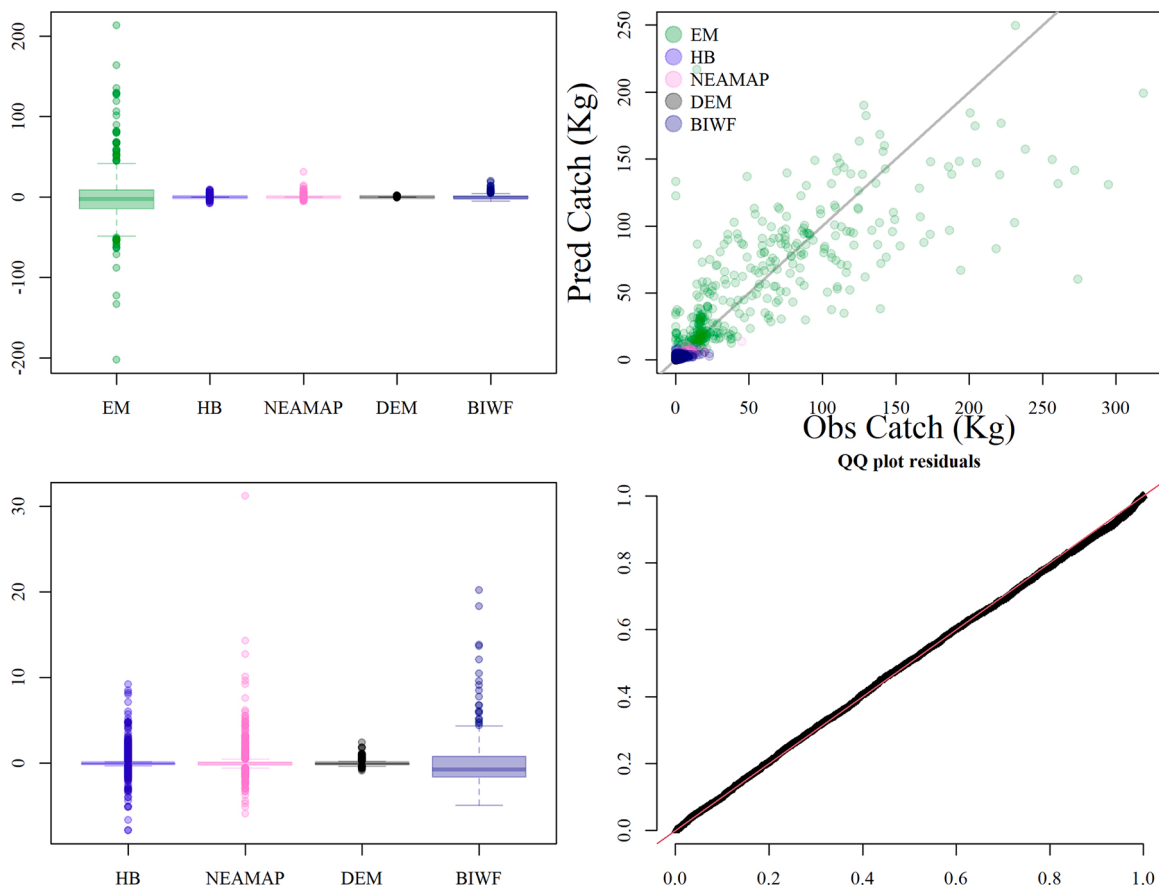 200
100
0
-100
-200
EM HB NEAMAP DEM BIWF
Pred Catch (Kg)
250
200
150
100
50
0
EM
HB
NEAMAP
DEM
BIWF
0 50 100 150 200 250 300
Obs Catch (Kg)
30
20
10
0
HB NEAMAP DEM BIWF
QQ plot residuals
1.0
0.8
0.6
0.4
0.2
0.0
0.0 0.2 0.4 0.6 0.8 1.0